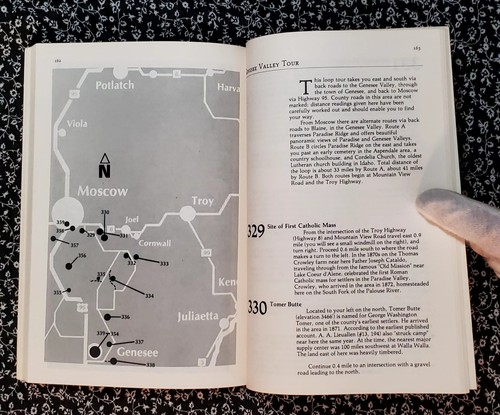 162
Potlatch
Harva
Viola
N
Moscow
Troy
Joel
Cornwall
330
329
331
332
333
334
335
336
337
338
339
356
357
Ken
Juliaetta
Genesee
163
Valley Tour
This loop tour takes you east and south via
back roads to the Genesee Valley, through
the town of Genesee, and back to Moscow
via Highway 95. County roads in this area are not
marked; distance readings given here have been
carefully worked out and should enable you to find
your way.
From Moscow there are alternate routes via back
roads to Blaine, in the Genesee Valley. Route A
traverses Paradise Ridge and offers beautiful
panoramic views of Paradise and Genesee Valleys.
Route B circles Paradise Ridge on the east and takes
you past an early cemetery in the Aspendale area, a
country schoolhouse, and Cordelia Church, the oldest
Lutheran church building in Idaho. Total distance of
the loop is about 33 miles by Route A, about 41 miles
by Route B. Both routes begin at Mountain View
Road and the Troy Highway.
329 Site of First Catholic Mass
From the intersection of the Troy Highway
(Highway 8) and Mountain View Road travel east 0.9
mile (you will see a small windmill on the right), and
turn right. Proceed 0.6 mile south to where the road
makes a turn to the left. In the 1870s on the Thomas
Crowley farm near here Father Joseph Cataldo,
traveling through from the famous "Old Mission" near
Lake Coeur d'Alene, celebrated the first Roman
Catholic mass for settlers in the Paradise Valley.
Crowley, who arrived in the area in 1872, homesteaded
here on the South Fork of the Palouse River.
330 Tomer Butte
Located to your left on the north, Tomer Butte
(elevation 3466') is named for George Washington
Tomer, one of the county's earliest settlers. He arrived
in the area in 1871. According to the earliest published
account, A. A. Lieuallen (#13, 194) also "struck camp"
near here the same year. At the time, the nearest major
supply center was 100 miles southwest at Walla Walla.
The land east of here was heavily timbered.
Continue 0.4 mile to an intersection with a gravel
road leading to the north.